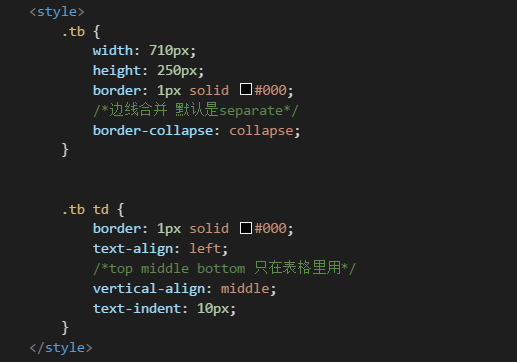 <style>
.tb {
width: 710px;
height: 250px;
border: 1px solid #000;
/*边线合并 默认是separate*/
border-collapse: collapse;
}
.tb td {
border: 1px solid #000;
text-align: left;
/*top middle bottom 只在表格里用*/
vertical-align: middle;
text-indent: 10px;
}
</style>